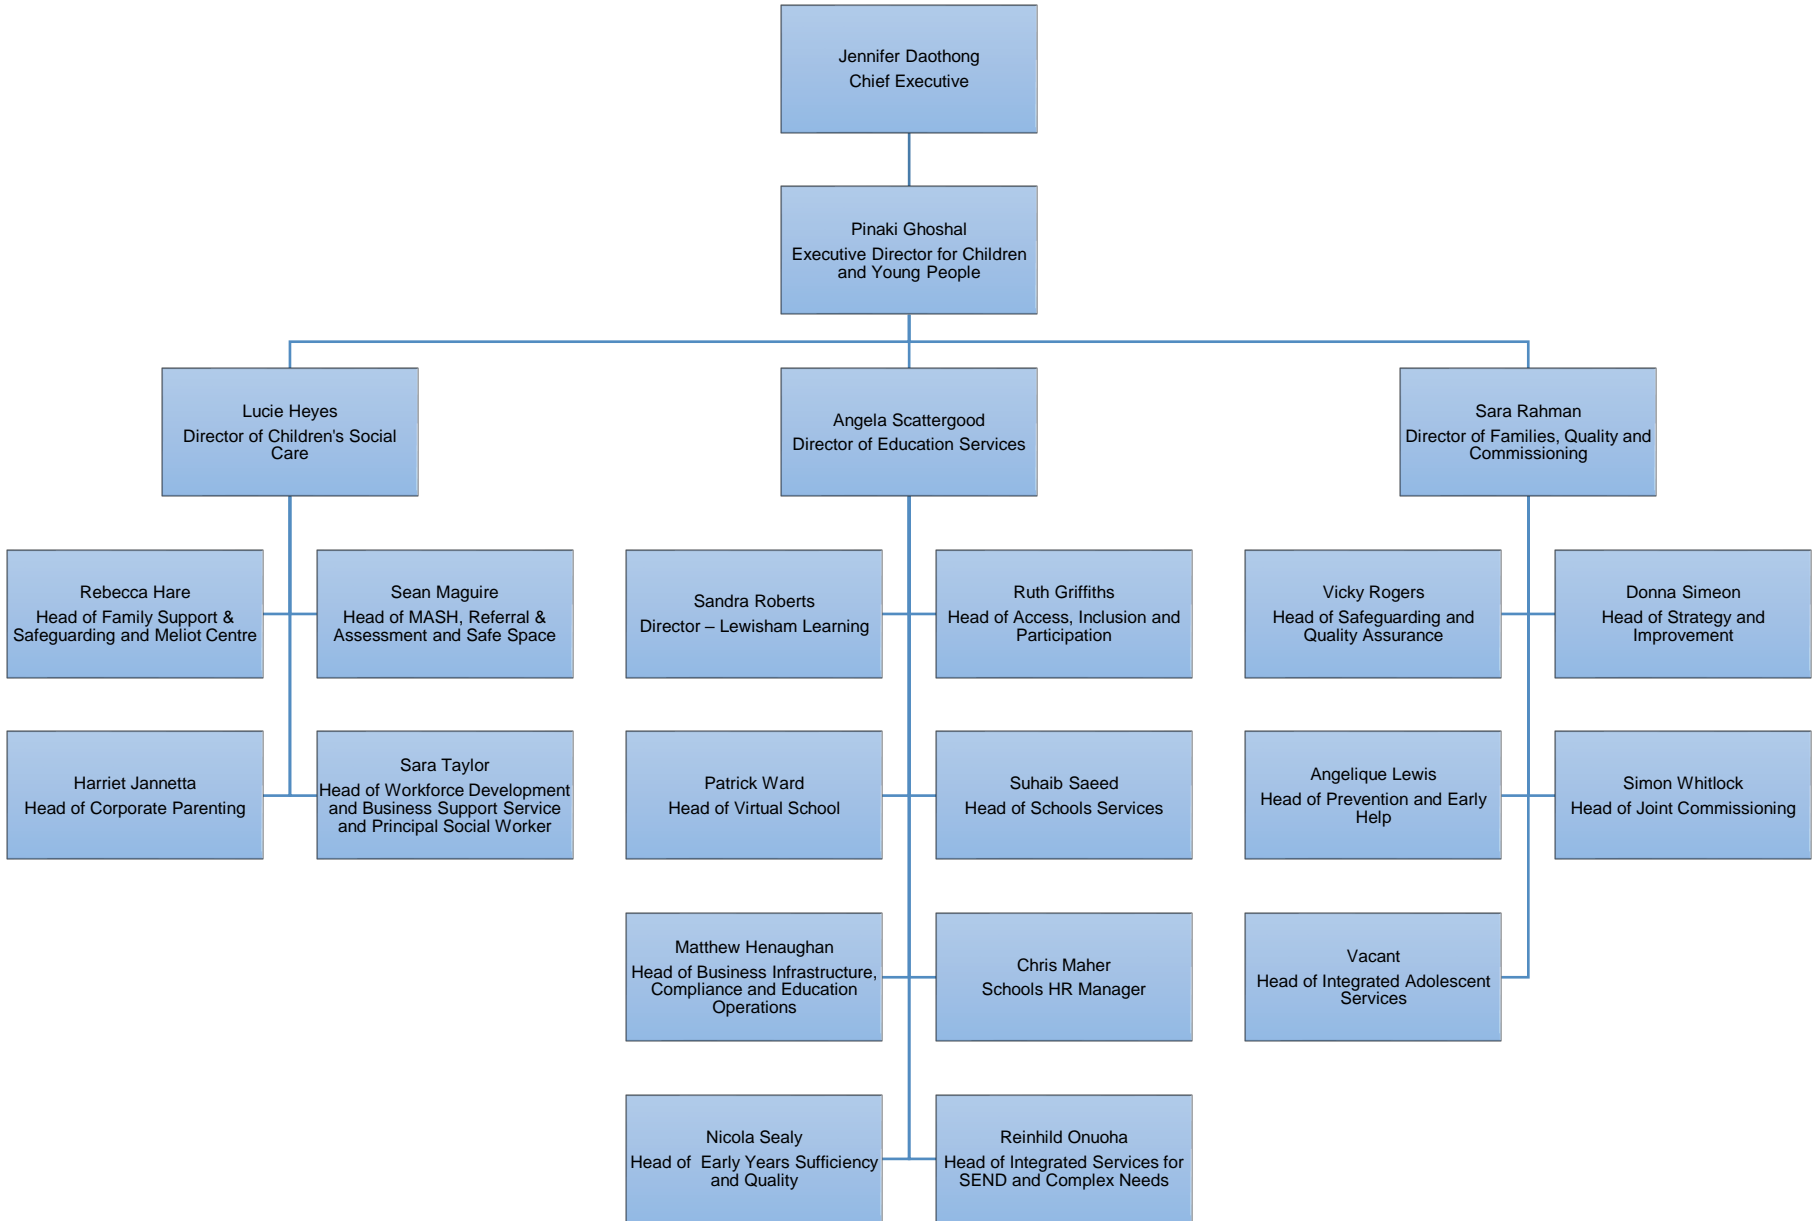 Jennifer Daothong
Chief Executive
Pinaki Ghoshal
Executive Director for Children
and Young People
Lucie Heyes
Director of Children's Social
Care
Angela Scattergood
Director of Education Services
Sara Rahman
Director of Families, Quality and
Commissioning
Rebecca Hare
Head of Family Support &
Safeguarding and Meliot Centre
Sean Maguire
Head of MASH, Referral &
Assessment and Safe Space
Sandra Roberts
Director – Lewisham Learning
Ruth Griffiths
Head of Access, Inclusion and
Participation
Vicky Rogers
Head of Safeguarding and
Quality Assurance
Donna Simeon
Head of Strategy and
Improvement
Harriet Jannetta
Head of Corporate Parenting
Sara Taylor
Head of Workforce Development
and Business Support Service
and Principal Social Worker
Patrick Ward
Head of Virtual School
Suhaib Saeed
Head of Schools Services
Angelique Lewis
Head of Prevention and Early
Help
Simon Whitlock
Head of Joint Commissioning
Matthew Henaughan
Head of Business Infrastructure,
Compliance and Education
Operations
Chris Maher
Schools HR Manager
Vacant
Head of Integrated Adolescent
Services
Nicola Sealy
Head of  Early Years Sufficiency
and Quality
Reinhild Onuoha
Head of Integrated Services for
SEND and Complex Needs